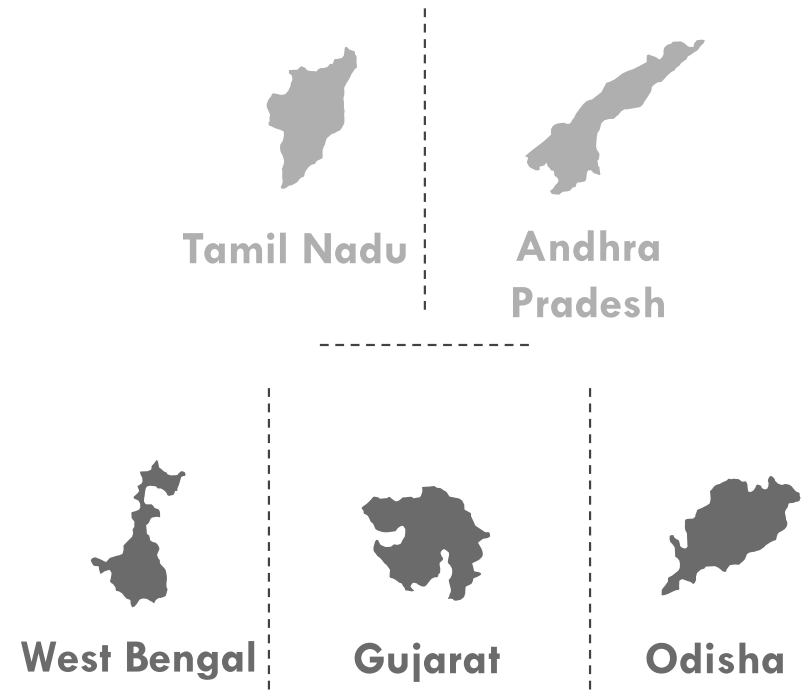 Tamil Nadu
Andhra
Pradesh
West Bengal
Gujarat
Odisha